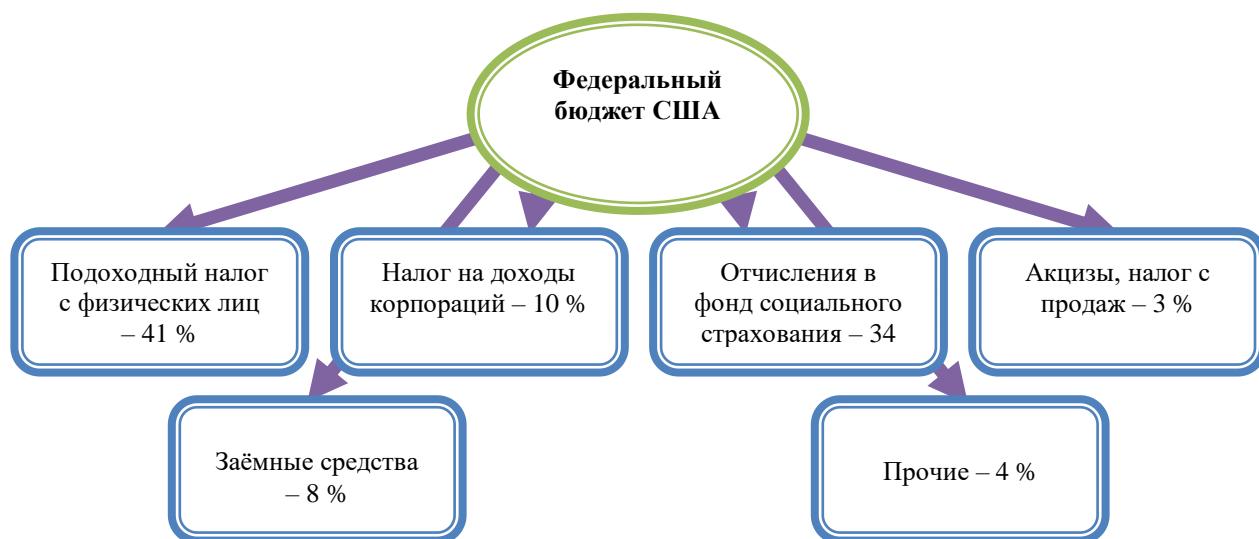 Федеральный
бюджет США
Подоходный налог
с физических лиц
– 41 %
Налог на доходы
корпораций – 10 %
Отчисления в
фонд социального
страхования – 34
Акцизы, налог с
продаж – 3 %
Заёмные средства
– 8 %
Прочие – 4 %